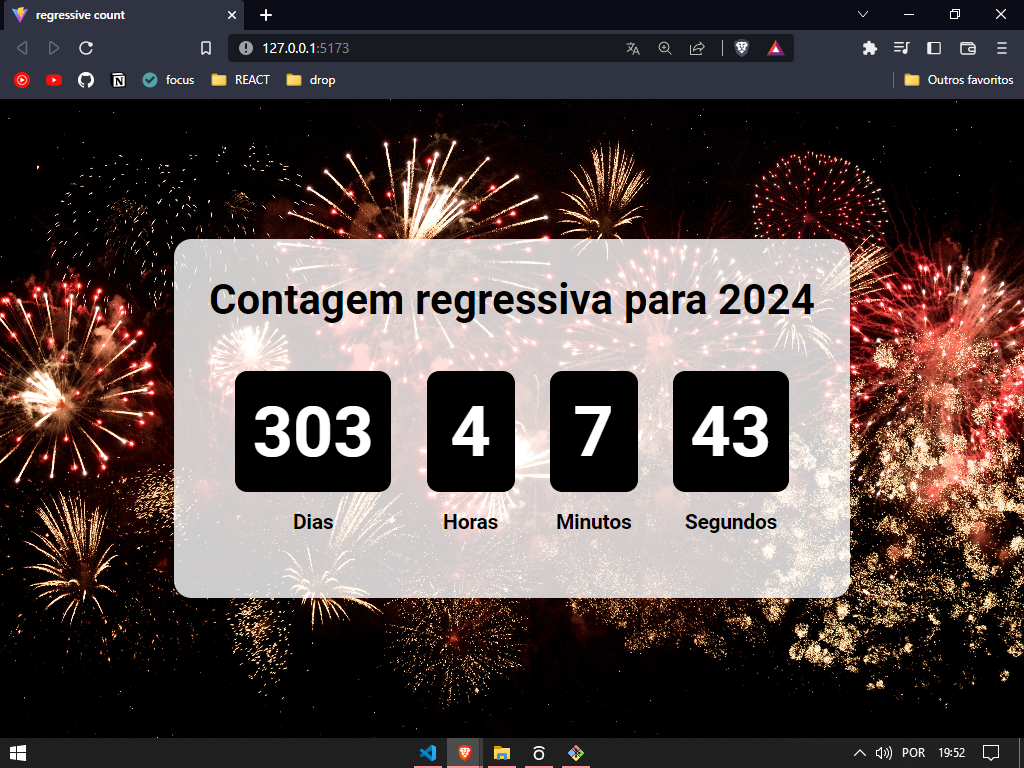 regressive count
127.0.0.1:5173
focus
REACT
drop
Outros favoritos
Contagem regressiva para 2024
303 4 7 43
Dias Horas Minutos Segundos
POR 19:52